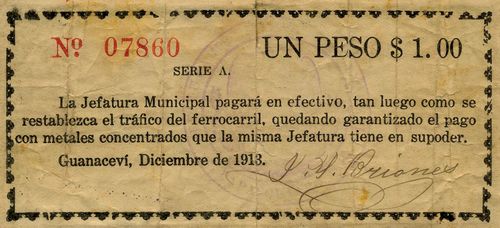 Nº 07860 UN PESO $ 1.00
SERIE A.
La Jefatura Municipal pagará en efectivo, tan luego como se
restablezca el tráfico del ferrocarril, quedando garantizado el pago
con metales concentrados que la misma Jefatura tiene en supoder.
Guanaceví, Diciembre de 1913.
J. Y. Briones